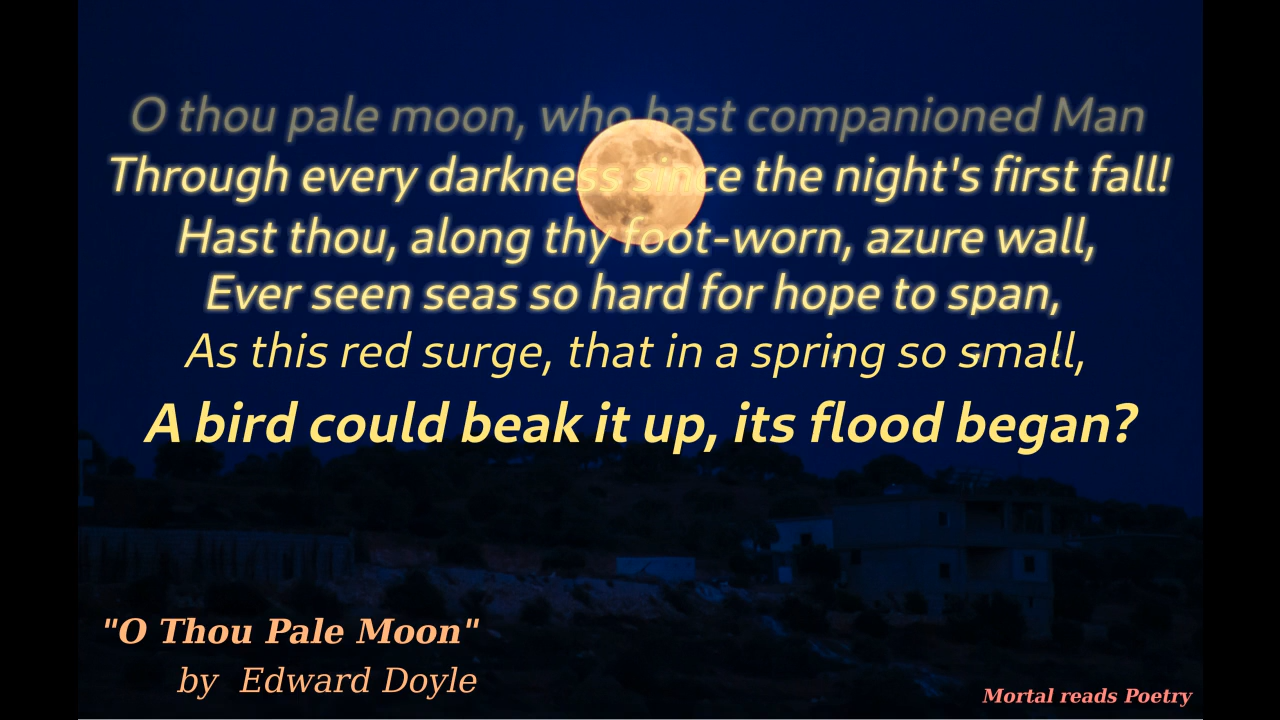 O thou pale moon, who hast companioned Man
Through every darkness since the night's first fall!
Hast thou, along thy foot-worn, azure wall,
Ever seen seas so hard for hope to span,
As this red surge, that in a spring so small,
A bird could beak it up, its flood began?
"O Thou Pale Moon"
by Edward Doyle
Mortal reads Poetry